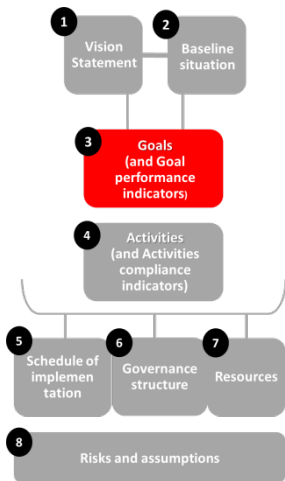 1
Vision
Statement
2
Baseline
situation
3
Goals
(and Goal
performance
indicators)
4
Activities
(and Activities
compliance
indicators)
5
Schedule of
implemen
tation
6
Governance
structure
7
Resources
8
Risks and assumptions